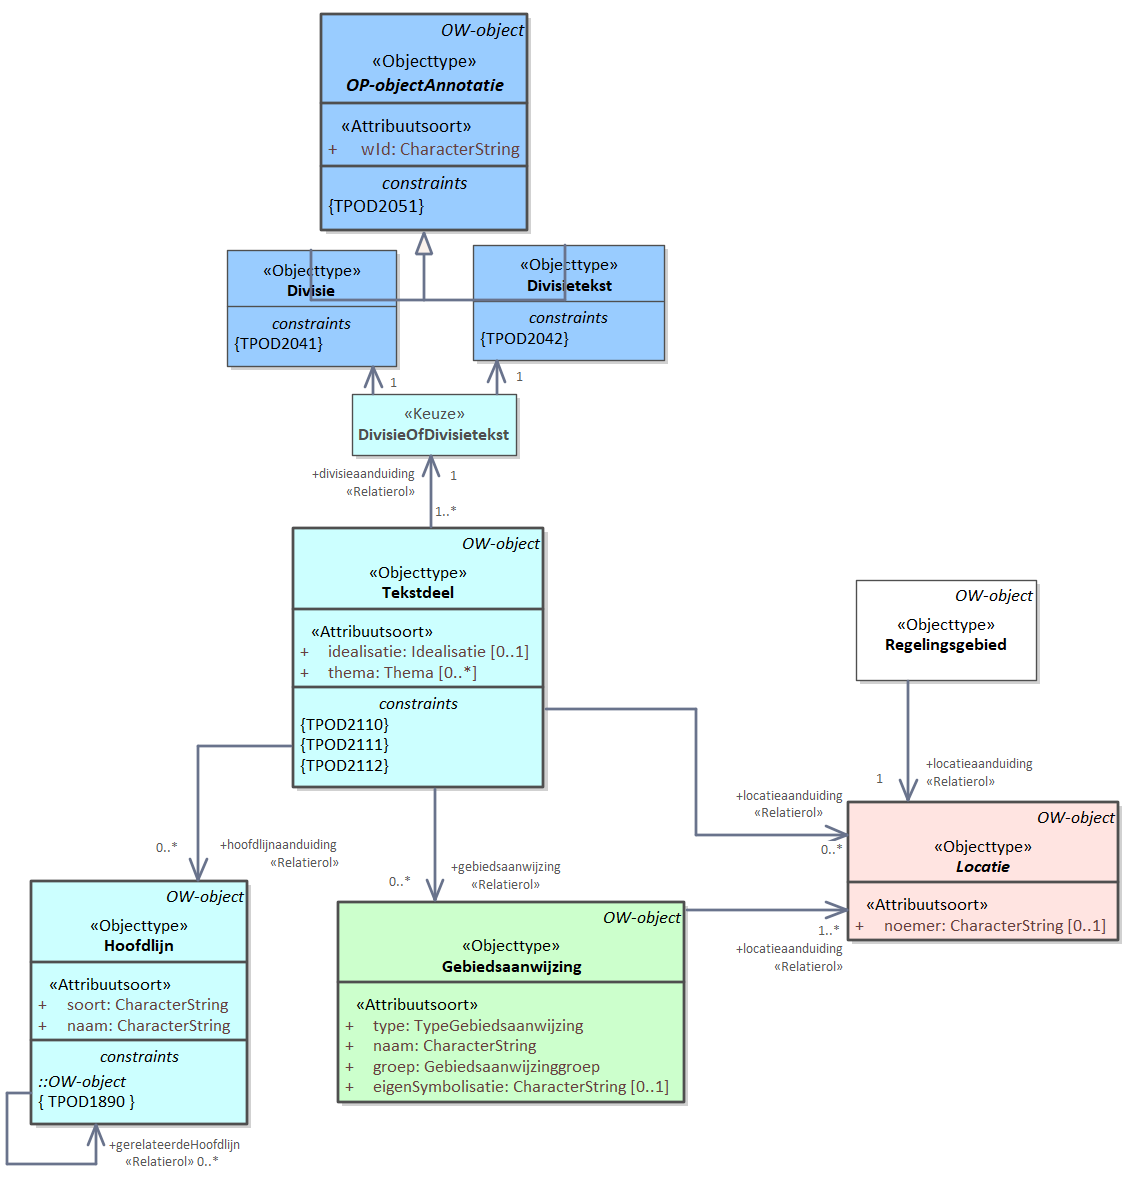 OW-object
«Objecttype»
OP-objectAnnotatie
«Attribuutsoort»
+ wId: CharacterString
constraints
{TPOD2051}
«Objecttype»
Divisie
constraints
{TPOD2041}
«Objecttype»
Divisietekst
constraints
{TPOD2042}
1
1
«Keuze»
DivisieOfDivisietekst
+divisieaanduiding
«Relatierol»
1
1..*
OW-object
«Objecttype»
Tekstdeel
«Attribuutsoort»
+ idealisatie: Idealisatie [0..1]
+ thema: Thema [0..*]
constraints
{TPOD2110}
{TPOD2111}
{TPOD2112}
OW-object
«Objecttype»
Regelingsgebied
+locatieaanduiding
«Relatierol»
1
+locatieaanduiding
«Relatierol»
0..*
OW-object
«Objecttype»
Locatie
«Attribuutsoort»
+ noemer: CharacterString [0..1]
0..*
+hoofdlijnaanduiding
«Relatierol»
0..*
+gebiedsaanwijzing
«Relatierol»
1..*
+locatieaanduiding
«Relatierol»
OW-object
«Objecttype»
Hoofdlijn
«Attribuutsoort»
+ soort: CharacterString
+ naam: CharacterString
constraints
::OW-object
{ TPOD1890 }
+gerelateerdeHoofdlijn
«Relatierol» 0..*
OW-object
«Objecttype»
Gebiedsaanwijzing
«Attribuutsoort»
+ type: TypeGebiedsaanwijzing
+ naam: CharacterString
+ groep: Gebiedsaanwijzinggroep
+ eigenSymbolisatie: CharacterString [0..1]